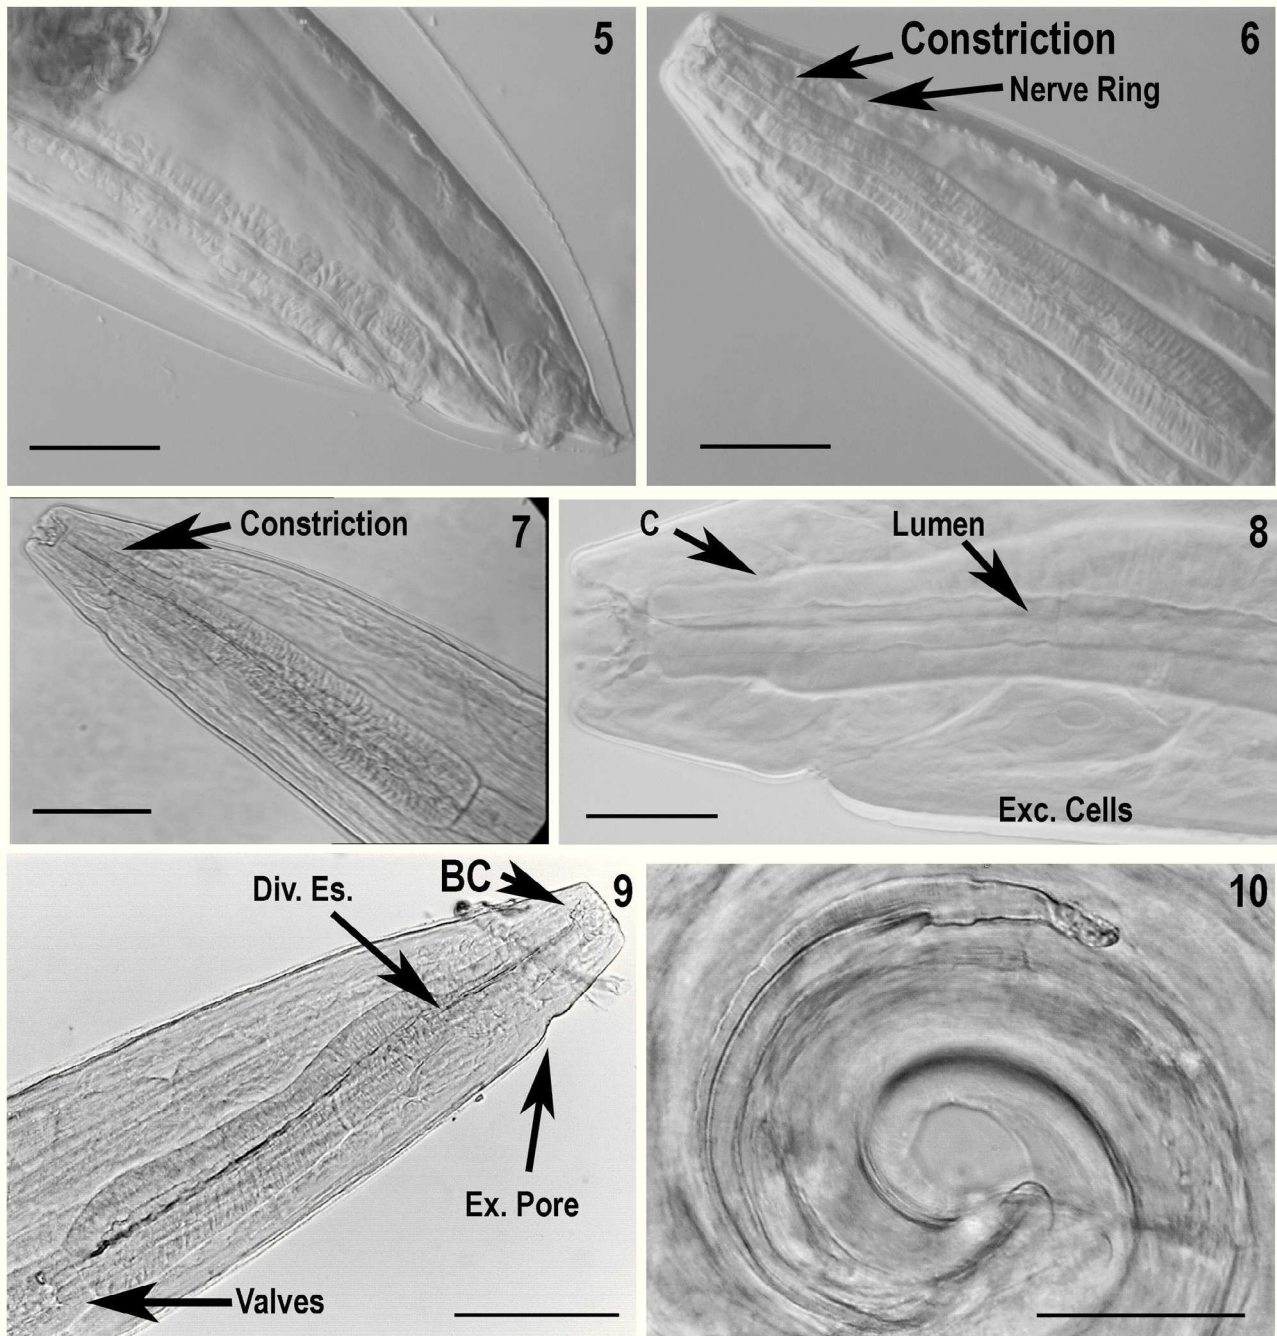 5
Constriction
6
Nerve Ring
Constriction
7
C
Lumen
8
Exc. Cells
BC
9
Div. Es.
Ex. Pore
Valves
10